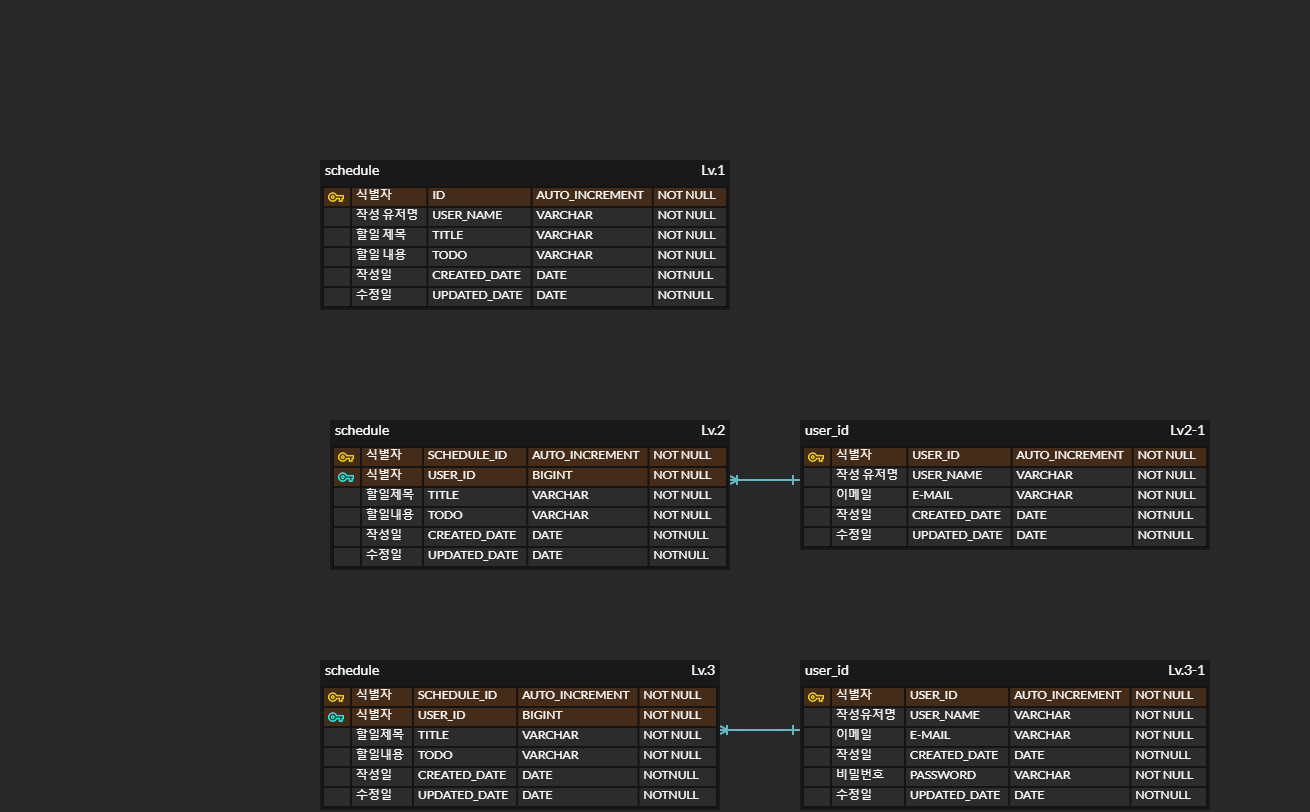 schedule Lv.1
식별자 ID AUTO_INCREMENT NOT NULL
작성 유저명 USER_NAME VARCHAR NOT NULL
할일 제목 TITLE VARCHAR NOT NULL
할일 내용 TODO VARCHAR NOT NULL
작성일 CREATED_DATE DATE NOTNULL
수정일 UPDATED_DATE DATE NOTNULL
schedule Lv.2
식별자 SCHEDULE_ID AUTO_INCREMENT NOT NULL
식별자 USER_ID BIGINT NOT NULL
할일제목 TITLE VARCHAR NOT NULL
할일내용 TODO VARCHAR NOT NULL
작성일 CREATED_DATE DATE NOTNULL
수정일 UPDATED_DATE DATE NOTNULL
user_id Lv2-1
식별자 USER_ID AUTO_INCREMENT NOT NULL
작성 유저명 USER_NAME VARCHAR NOT NULL
이메일 E-MAIL VARCHAR NOT NULL
작성일 CREATED_DATE DATE NOTNULL
수정일 UPDATED_DATE DATE NOTNULL
schedule Lv.3
식별자 SCHEDULE_ID AUTO_INCREMENT NOT NULL
식별자 USER_ID BIGINT NOT NULL
할일제목 TITLE VARCHAR NOT NULL
할일내용 TODO VARCHAR NOT NULL
작성일 CREATED_DATE DATE NOTNULL
수정일 UPDATED_DATE DATE NOTNULL
user_id Lv.3-1
식별자 USER_ID AUTO_INCREMENT NOT NULL
작성유저명 USER_NAME VARCHAR NOT NULL
이메일 E-MAIL VARCHAR NOT NULL
작성일 CREATED_DATE DATE NOTNULL
비밀번호 PASSWORD VARCHAR NOT NULL
수정일 UPDATED_DATE DATE NOTNULL